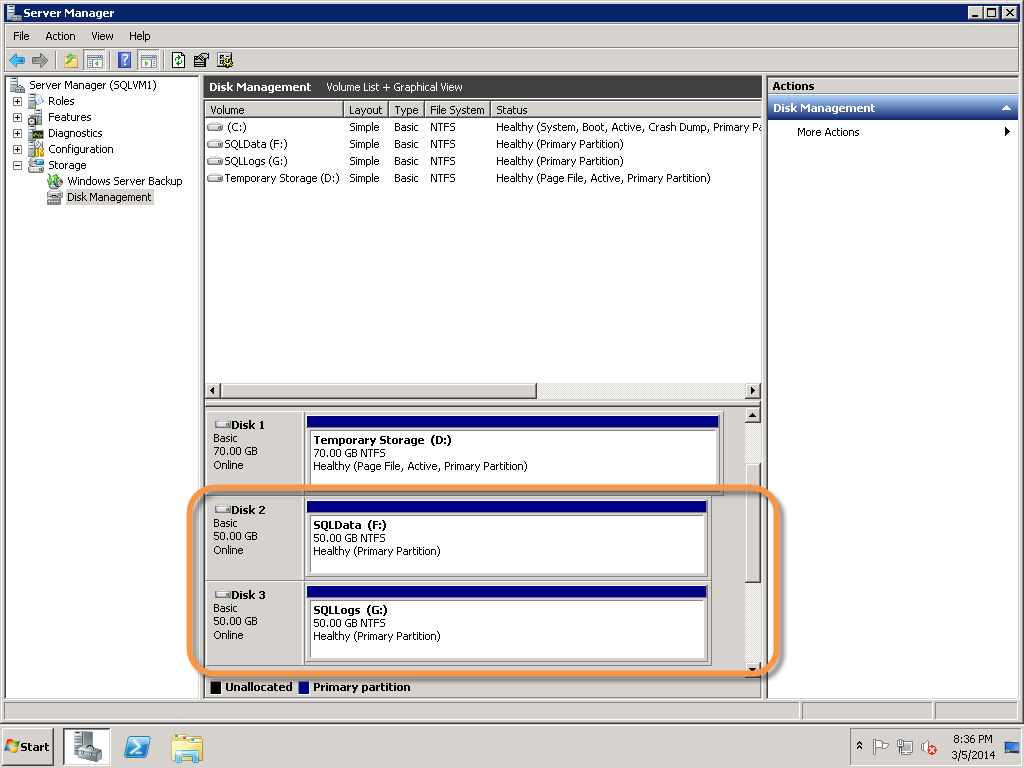 Server Manager
File Action View Help
Server Manager (SQLVM1)
Roles
Features
Diagnostics
Configuration
Storage
Windows Server Backup
Disk Management
Disk Management Volume List + Graphical View
Volume Layout Type File System Status
(C:) Simple Basic NTFS Healthy (System, Boot, Active, Crash Dump, Primary Pa
SQLData (F:) Simple Basic NTFS Healthy (Primary Partition)
SQLLogs (G:) Simple Basic NTFS Healthy (Primary Partition)
Temporary Storage (D:) Simple Basic NTFS Healthy (Page File, Active, Primary Partition)
Disk 1
Basic
70.00 GB
Online
Temporary Storage (D:)
70.00 GB NTFS
Healthy (Page File, Active, Primary Partition)
Disk 2
Basic
50.00 GB
Online
SQLData (F:)
50.00 GB NTFS
Healthy (Primary Partition)
Disk 3
Basic
50.00 GB
Online
SQLLogs (G:)
50.00 GB NTFS
Healthy (Primary Partition)
Unallocated Primary partition
Actions
Disk Management
More Actions
Start
8:36 PM
3/5/2014